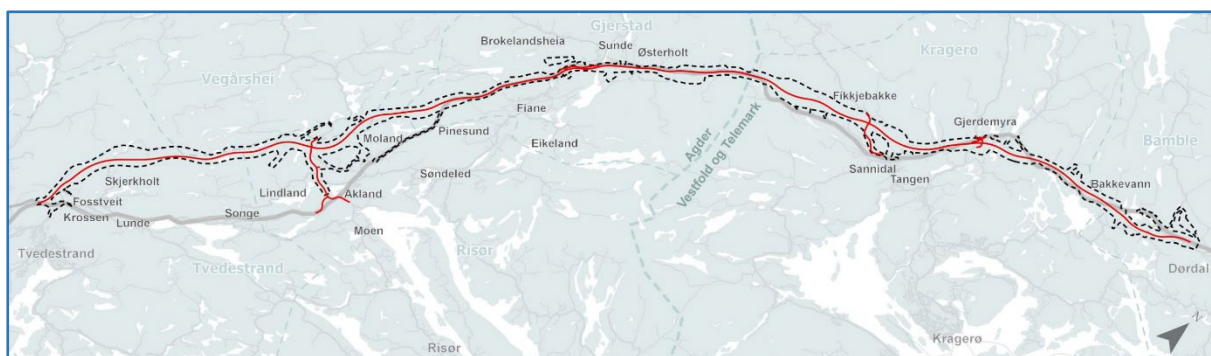 Gjerstad
Brokelandsheia
Sunde
Østerholt
Kragerø
Vegårshei
Fikkjebakke
Fiane
Gjerdemyra
Moland
Pinesund
Eikeland
Agder
Vestfold og Telemark
Bamble
Skjerkholt
Søndeled
Sannidal
Tangen
Bakkevann
Lindland
Akland
Fosstveit
Krossen
Lunde
Songe
Moen
Risør
Tvedestrand
Tvedestrand
Dørdal
Risør
Kragerø
N